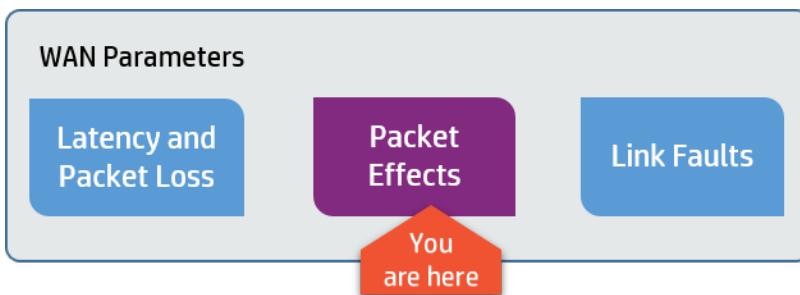 WAN Parameters
Latency and
Packet Loss
Packet
Effects
Link Faults
You
are here